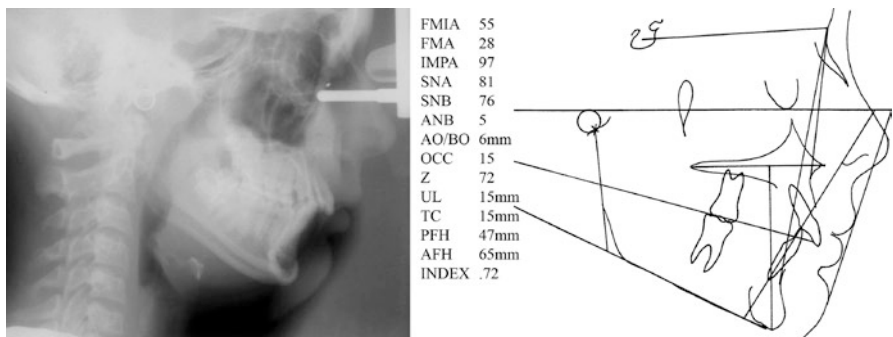 FMIA 55
FMA 28
IMPA 97
SNA 81
SNB 76
ANB 5
AO/BO 6mm
OCC 15
Z 72
UL 15mm
TC 15mm
PFH 47mm
AFH 65mm
INDEX .72